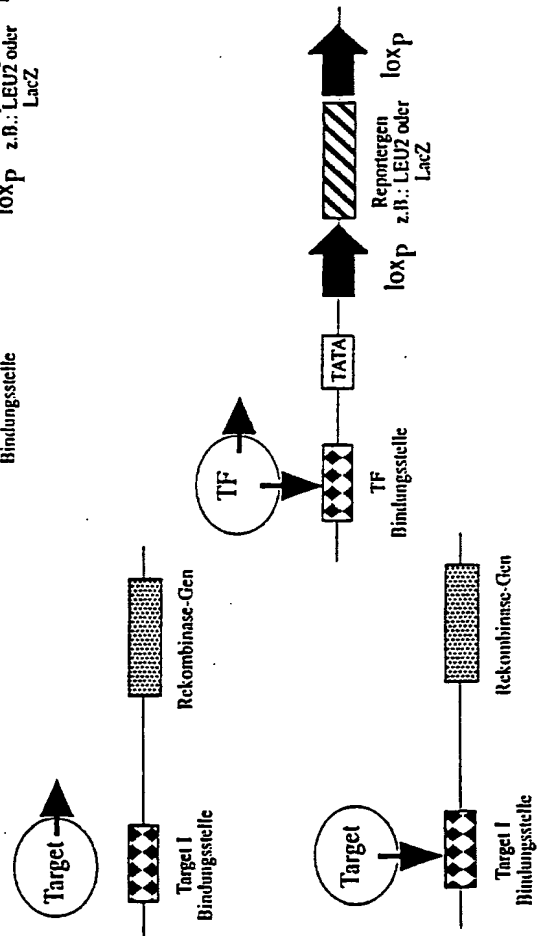 loxp
z.B.: LEU2 oder
LacZ
Bindungsstelle
Target
Target I
Bindungsstelle
Rekombinase-Gen
TF
TF
Bindungsstelle
TATA
loxp
Reportergen
z.B.: LEU2 oder
LacZ
loxp
Target
Target I
Bindungsstelle
Rekombinase-Gen